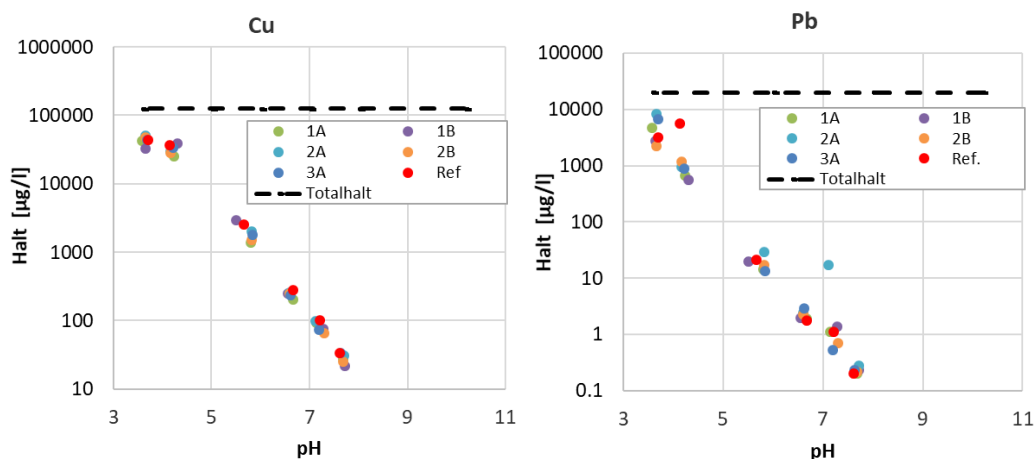 Cu
1000000
100000
10000
1000
100
10
Halt [µg/l]
3 5 7 9 11
pH
1A 1B
2A 2B
3A Ref
Totalhalt
Pb
100000
10000
1000
100
10
1
0.1
Halt [µg/l]
3 5 7 9 11
pH
1A 1B
2A 2B
3A Ref.
Totalhalt